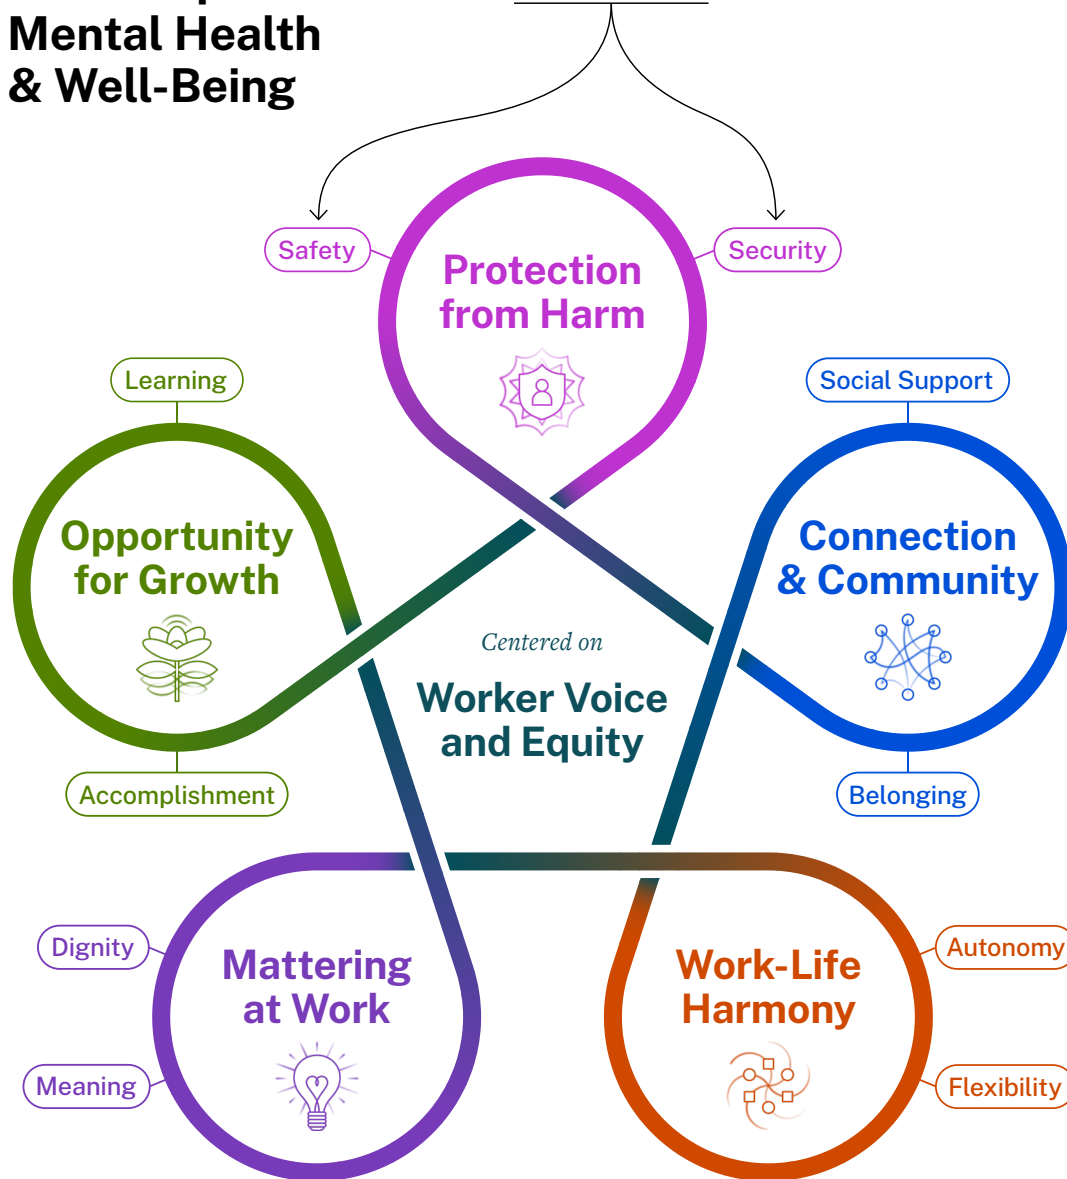 Mental Health
& Well-Being
Safety
Security
Protection
from Harm
Learning
Social Support
Opportunity
for Growth
Connection
& Community
Centered on
Worker Voice
and Equity
Accomplishment
Belonging
Dignity
Autonomy
Mattering
at Work
Work-Life
Harmony
Meaning
Flexibility